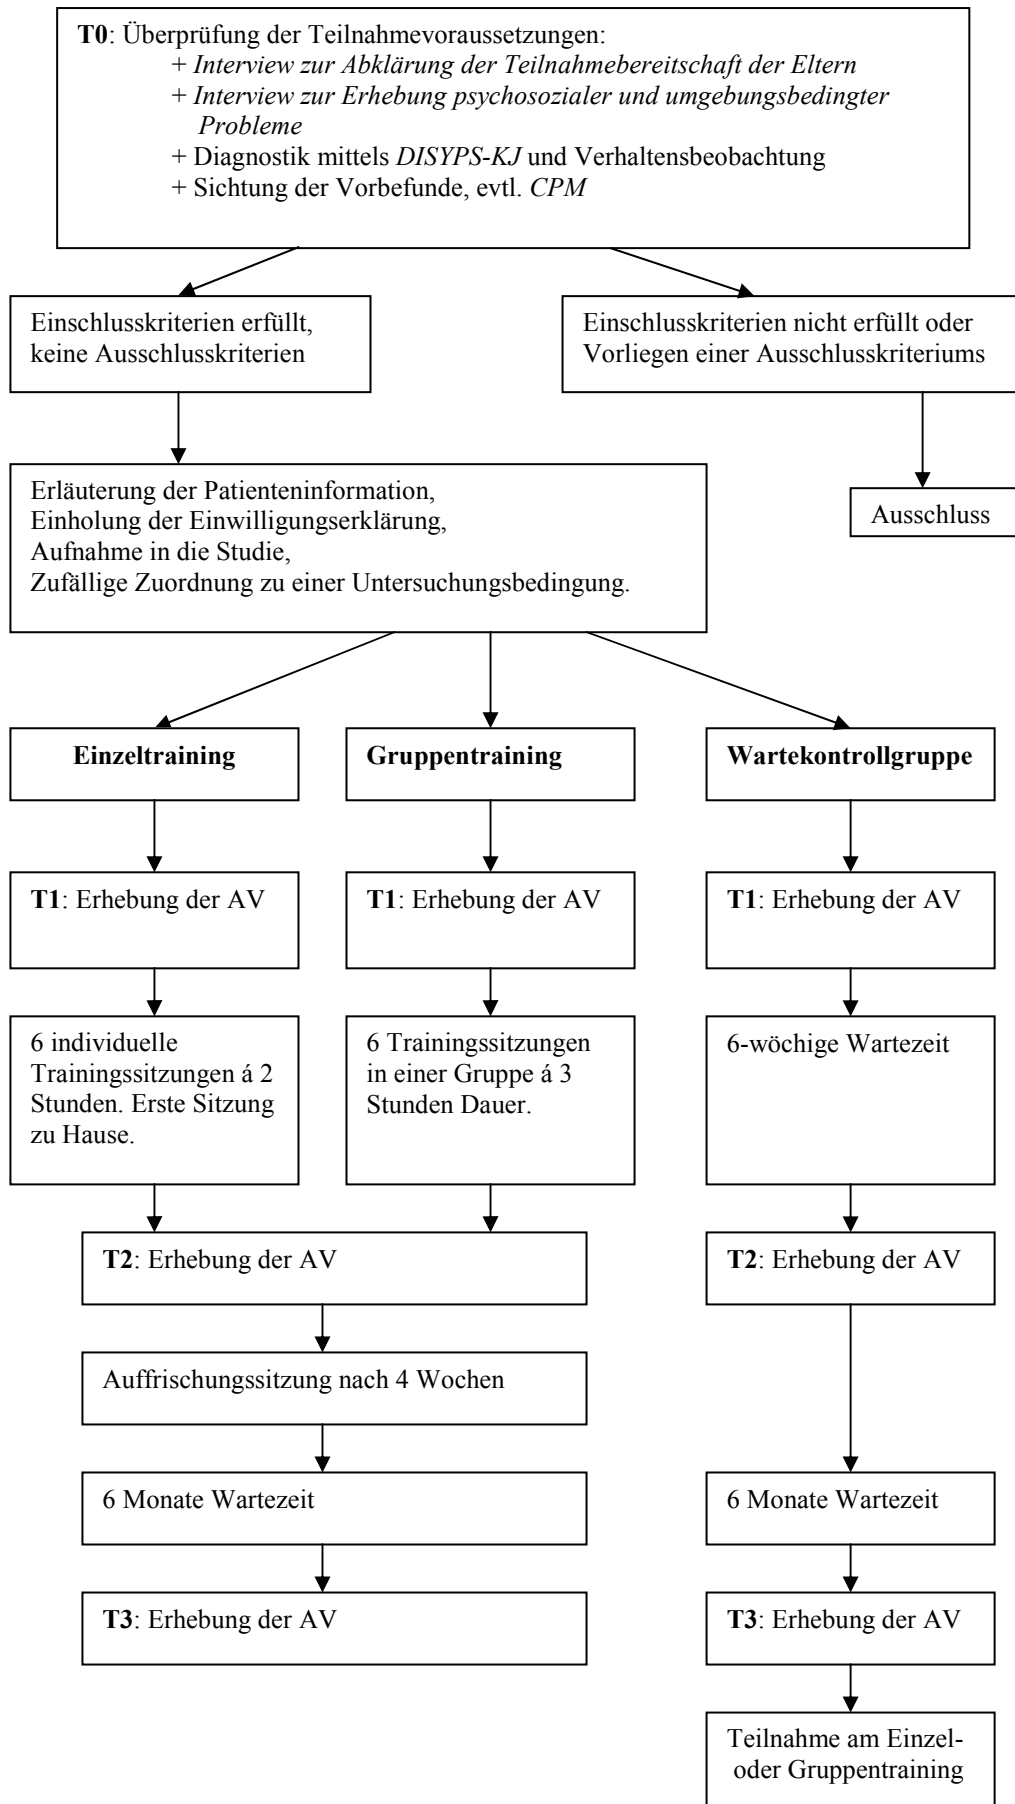 T0: Überprüfung der Teilnahmevoraussetzungen:
+ Interview zur Abklärung der Teilnahmebereitschaft der Eltern
+ Interview zur Erhebung psychosozialer und umgebungsbedingter
Probleme
+ Diagnostik mittels DISYPS-KJ und Verhaltensbeobachtung
+ Sichtung der Vorbefunde, evtl. CPM
Einschlusskriterien erfüllt,
keine Ausschlusskriterien
Einschlusskriterien nicht erfüllt oder
Vorliegen einer Ausschlusskriteriums
Erläuterung der Patienteninformation,
Einholung der Einwilligungserklärung,
Aufnahme in die Studie,
Zufällige Zuordnung zu einer Untersuchungsbedingung.
Ausschluss
Einzeltraining
Gruppentraining
Wartekontrollgruppe
T1: Erhebung der AV
T1: Erhebung der AV
T1: Erhebung der AV
6 individuelle
Trainingssitzungen á 2
Stunden. Erste Sitzung
zu Hause.
6 Trainingssitzungen
in einer Gruppe á 3
Stunden Dauer.
6-wöchige Wartezeit
T2: Erhebung der AV
T2: Erhebung der AV
Auffrischungssitzung nach 4 Wochen
6 Monate Wartezeit
6 Monate Wartezeit
T3: Erhebung der AV
T3: Erhebung der AV
Teilnahme am Einzel-
oder Gruppentraining